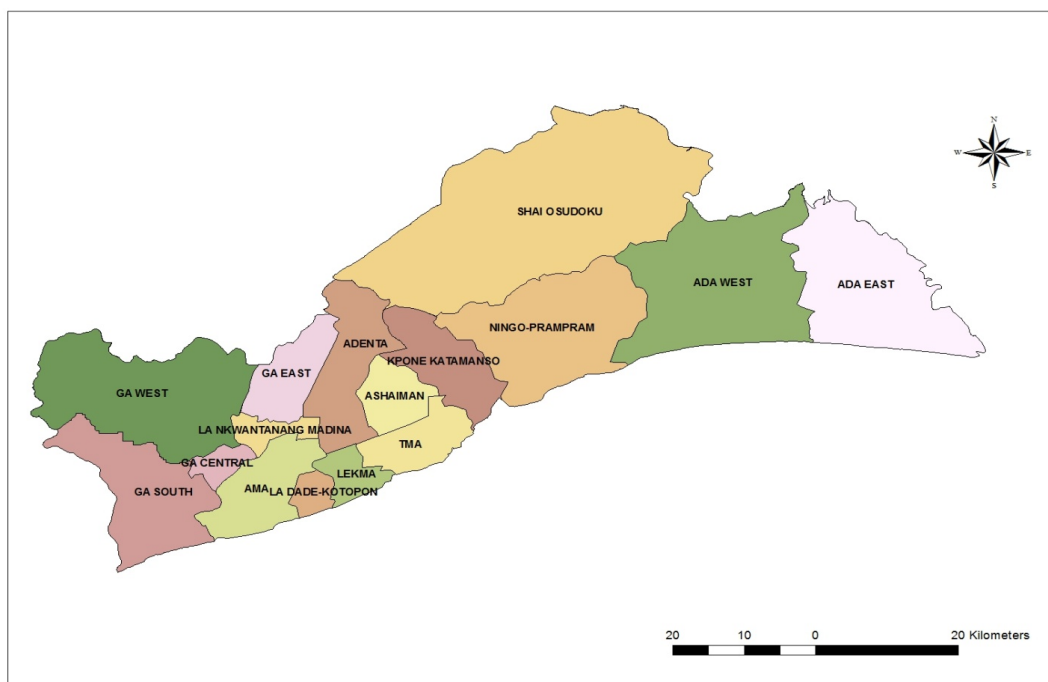 N
W
E
S
SHAI OSUDOKU
ADA WEST
ADA EAST
NINGO-PRAMPRAM
ADENTA
KPONE KATAMANSO
GA EAST
GA WEST
ASHAIMAN
LA NKWANTANANG MADINA
TMA
GA CENTRAL
LEKMA
AMA
LA DADE-KOTOPON
GA SOUTH
20 10 0 20 Kilometers